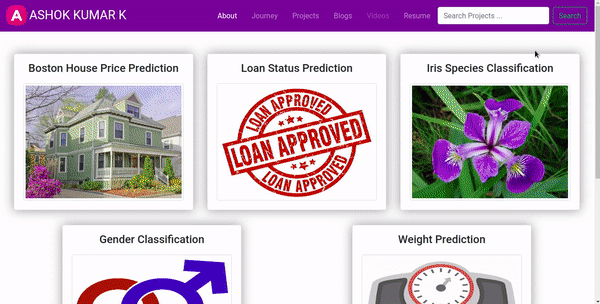 A ASHOK KUMAR K
About Journey Projects Blogs Videos Resume Search Projects ... Search
Boston House Price Prediction
Loan Status Prediction
Iris Species Classification
LOAN APPROVED
LOAN APPROVED
LOAN APPROVED
Gender Classification
Weight Prediction